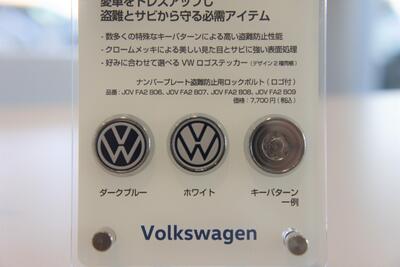 愛車をドレスアップし
盗難とサビから守る必需アイテム
・数多くの特殊なキーパターンによる高い盗難防止性能
・クロームメッキによる美しい見た目とサビに強い表面処理
・好みに合わせて選べる VW ロゴステッカー（デザイン2種同梱）
ナンバープレート盗難防止用ロックボルト（ロゴ付）
品番：JOV FA2 806、JOV FA2 807、JOV FA2 808、JOV FA2 809
価格：7,700円（税込）
ダークブルー ホワイト キーパターン
一例
Volkswagen